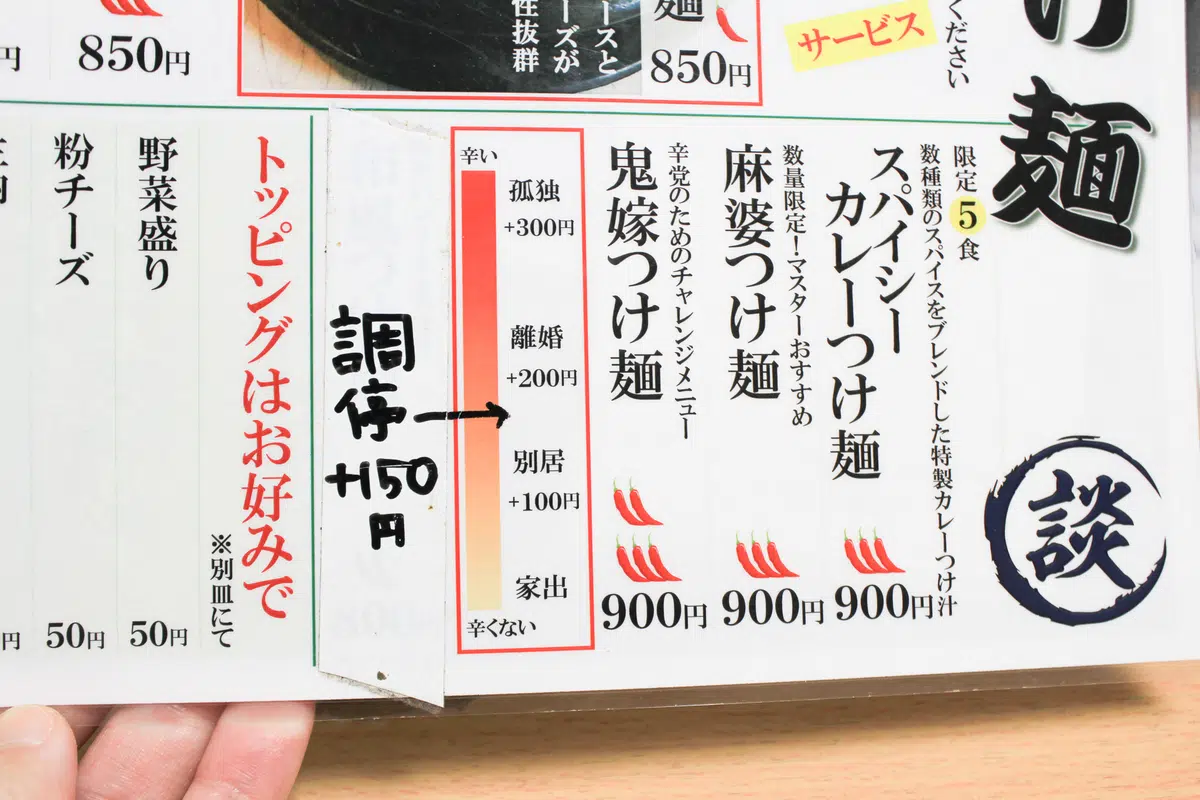 け麺
ください
サービス
麺
850円
ースと
ーズが
性抜群
850円
円
限定5食
数種類のスパイスをブレンドした特製カレーつけ汁
スパイシー
カレーつけ麺
900円
数量限定！マスターおすすめ
麻婆つけ麺
900円
辛党のためのチャレンジメニュー
鬼嫁つけ麺
900円
辛い
孤独
+300円
離婚
+200円
別居
+100円
家出
辛くない
調停
+150
円
トッピングはお好みで
※別皿にて
野菜盛り
50円
粉チーズ
50円
円
談